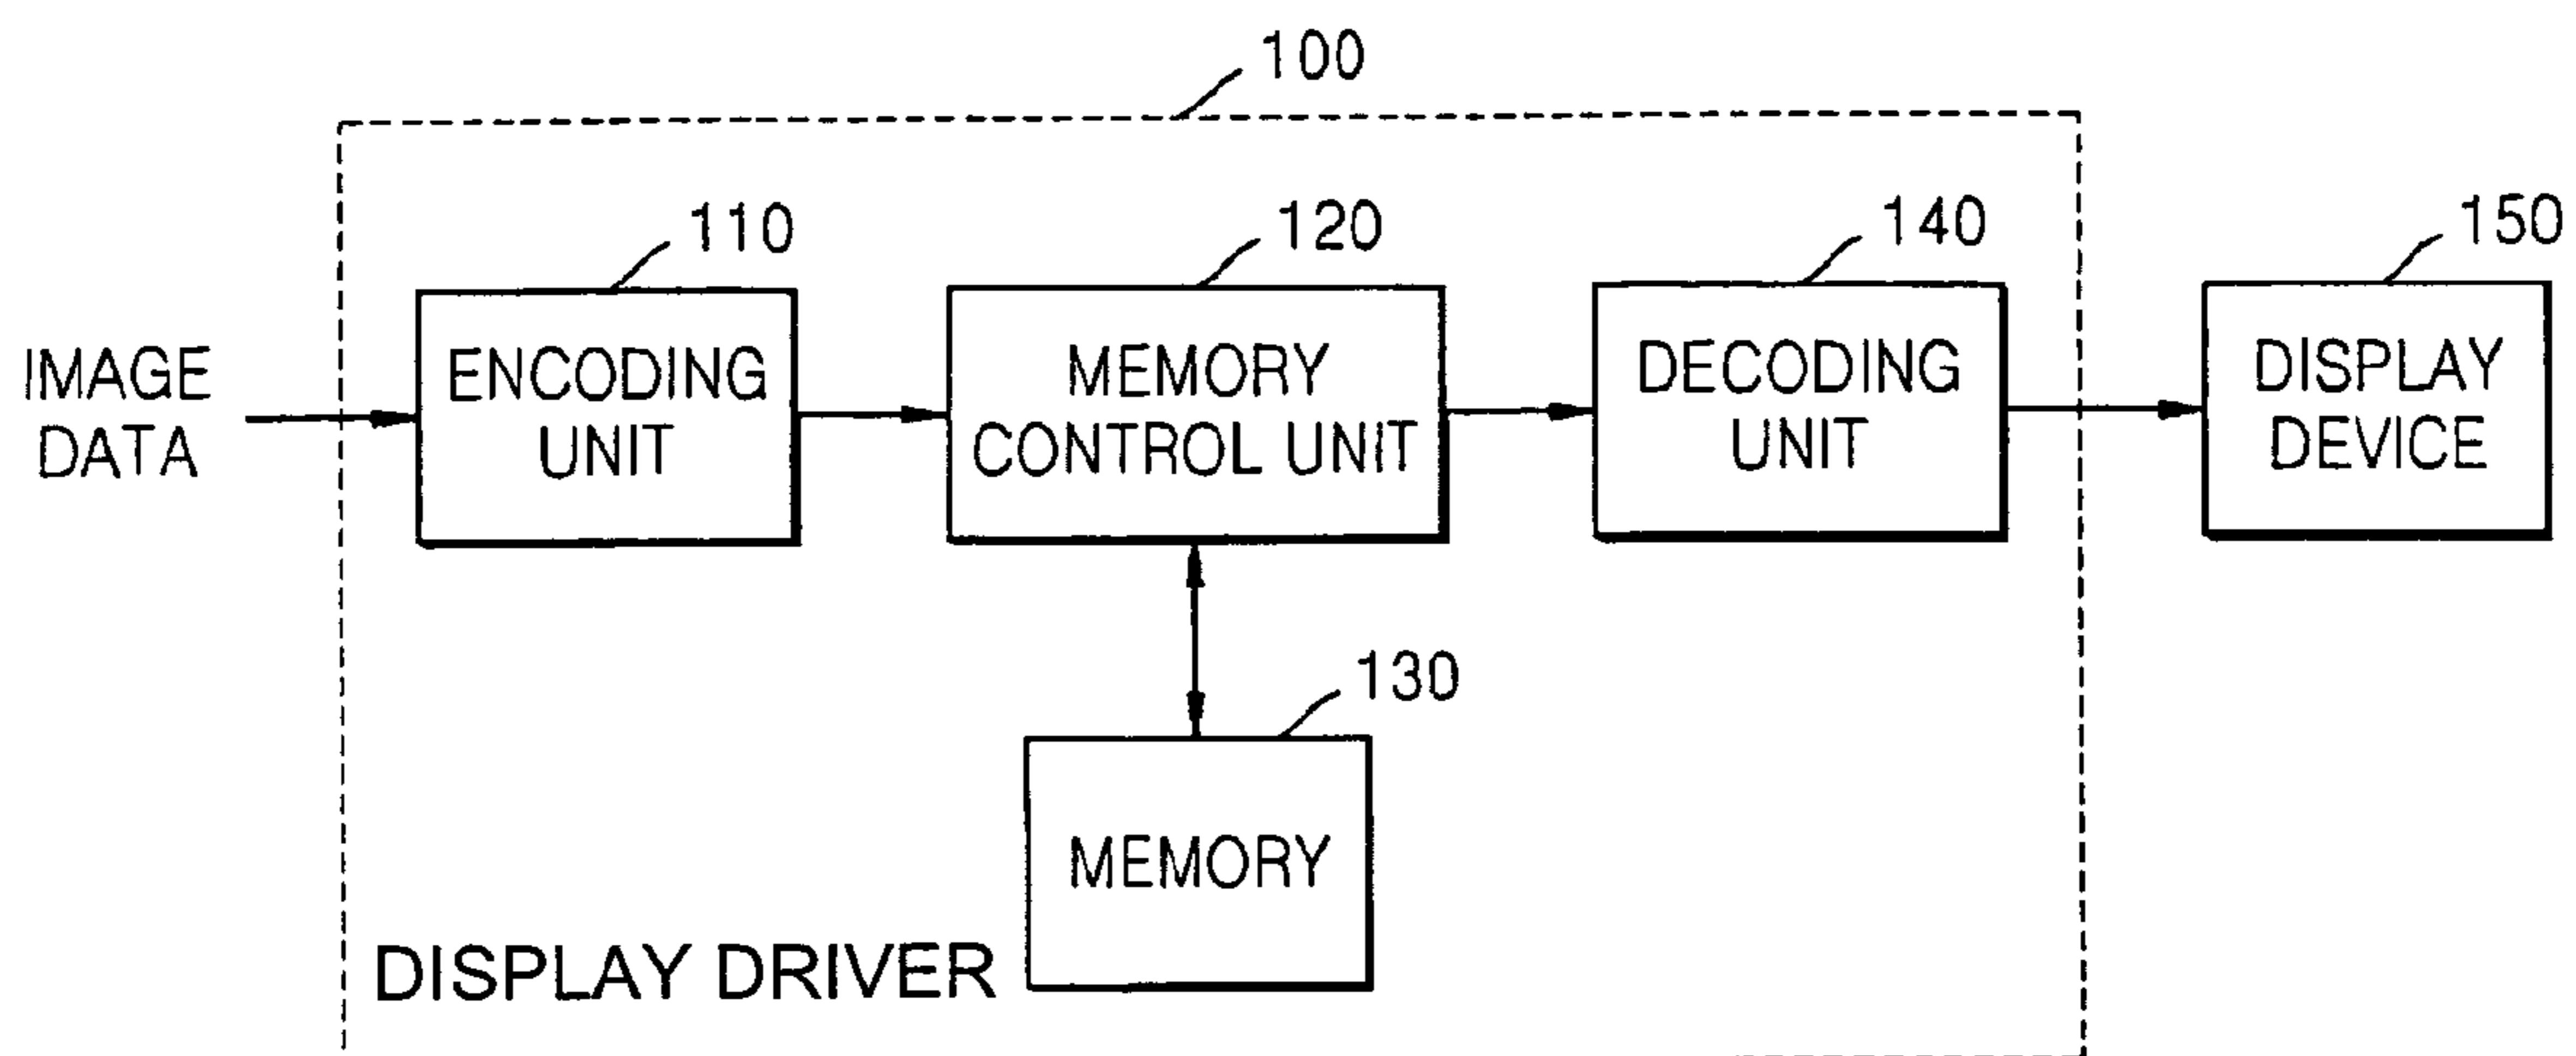 100
110
120
140
150
IMAGE
DATA
ENCODING
UNIT
MEMORY
CONTROL UNIT
DECODING
UNIT
DISPLAY
DEVICE
130
MEMORY
DISPLAY DRIVER